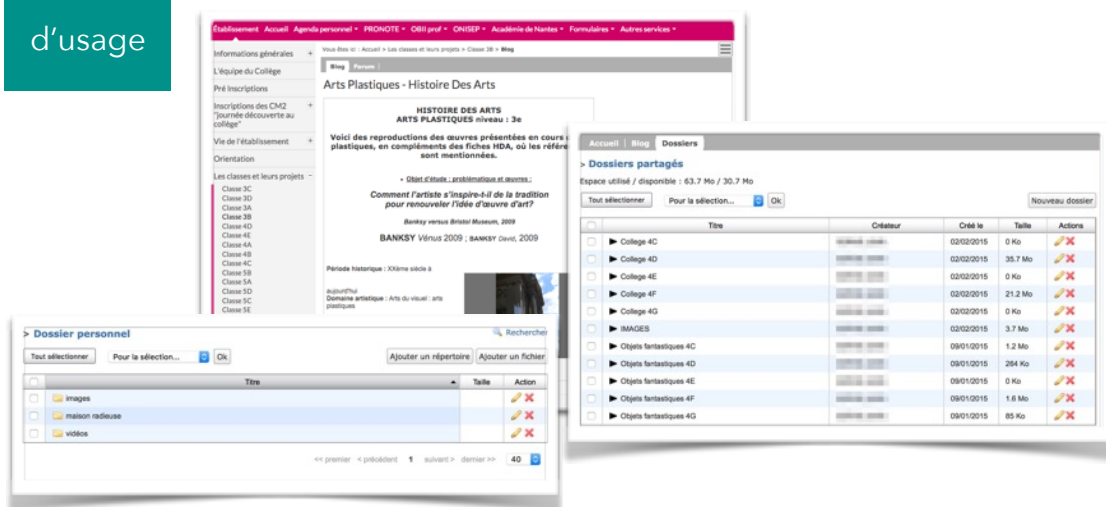 d'usage
Établissement Accueil Agenda personnel PRONOTE OBII prof ONISEP Académie de Nantes Formulaires Autres services
Informations générales +
L'équipe du Collège
Pré Inscriptions
Inscriptions des CM2 +
"journée découverte au
collège"
Vie de l'établissement +
Orientation
Les classes et leurs projets −
Classe 3C
Classe 3D
Classe 3A
Classe 3B
Classe 4D
Classe 4E
Classe 4A
Classe 4B
Classe 4C
Classe 5B
Classe 5A
Classe 5D
Classe 5C
Classe 5E
Vous êtes ici : Accueil > Les classes et leurs projets > Classe 3B > Blog
Blog Forum
Arts Plastiques - Histoire Des Arts
HISTOIRE DES ARTS
ARTS PLASTIQUES niveau : 3e
Voici des reproductions des œuvres présentées en cours
plastiques, en compléments des fiches HDA, où les
sont mentionnées.
• Objet d'étude : problématique et œuvres :
Comment l'artiste s'inspire-t-il de la tradition
pour renouveler l'idée d'œuvre d'art?
Banksy versus Bristol Museum, 2009
BANKSY Vénus 2009 ; BANKSY David, 2009
Période historique : XXème siècle à
aujourd'hui
Domaine artistique : Arts du visuel : arts
plastiques
Accueil | Blog Dossiers
> Dossiers partagés
Espace utilisé / disponible : 63.7 Mo / 30.7 Mo
Tout sélectionner Pour la sélection... Ok Nouveau dossier
Titre Créateur Créé le Taille Actions
College 4C 02/02/2015 0 Ko
College 4D 02/02/2015 35.7 Mo
College 4E 02/02/2015 0 Ko
College 4F 02/02/2015 21.2 Mo
College 4G 02/02/2015 0 Ko
IMAGES 02/02/2015 3.7 Mo
Objets fantastiques 4C 09/01/2015 1.2 Mo
Objets fantastiques 4D 09/01/2015 264 Ko
Objets fantastiques 4E 09/01/2015 0 Ko
Objets fantastiques 4F 09/01/2015 1.6 Mo
Objets fantastiques 4G 09/01/2015 85 Ko
> Dossier personnel Rechercher
Tout sélectionner Pour la sélection... Ok Ajouter un répertoire Ajouter un fichier
Titre Taille Action
images
maison radieuse
vidéos
<< premier < précédent 1 suivant > dernier >> 40